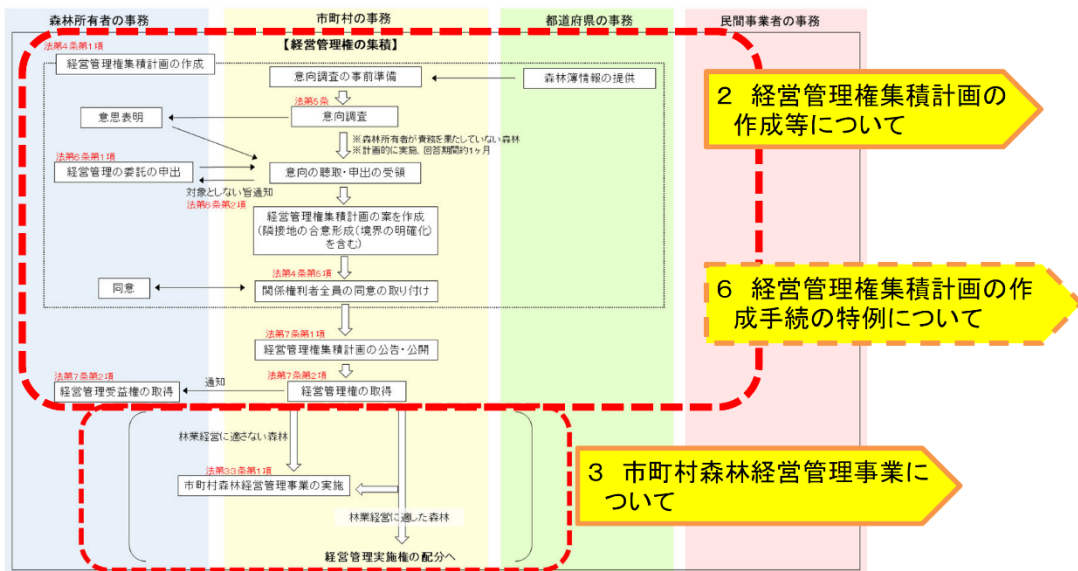 森林所有者の事務
市町村の事務
都道府県の事務
民間事業者の事務
【経営管理権の集積】
法第4条第1項
経営管理権集積計画の作成
意向調査の事前準備
森林簿情報の提供
法第5条
意思表明
意向調査
※森林所有者が責務を果たしていない森林
※計画的に実施、回答期間約1ヶ月
法第6条第1項
経営管理の委託の申出
意向の聴取・申出の受領
対象としない旨通知
法第6条第2項
経営管理権集積計画の案を作成
(隣接地の合意形成(境界の明確化)
を含む)
法第4条第5項
同意
関係権利者全員の同意の取り付け
法第7条第1項
経営管理権集積計画の公告・公開
法第7条第2項
経営管理受益権の取得
通知
法第7条第2項
経営管理権の取得
林業経営に適さない森林
法第33条第1項
市町村森林経営管理事業の実施
林業経営に適した森林
経営管理実施権の配分へ
2 経営管理権集積計画の
作成等について
6 経営管理権集積計画の作
成手続の特例について
3 市町村森林経営管理事業に
ついて